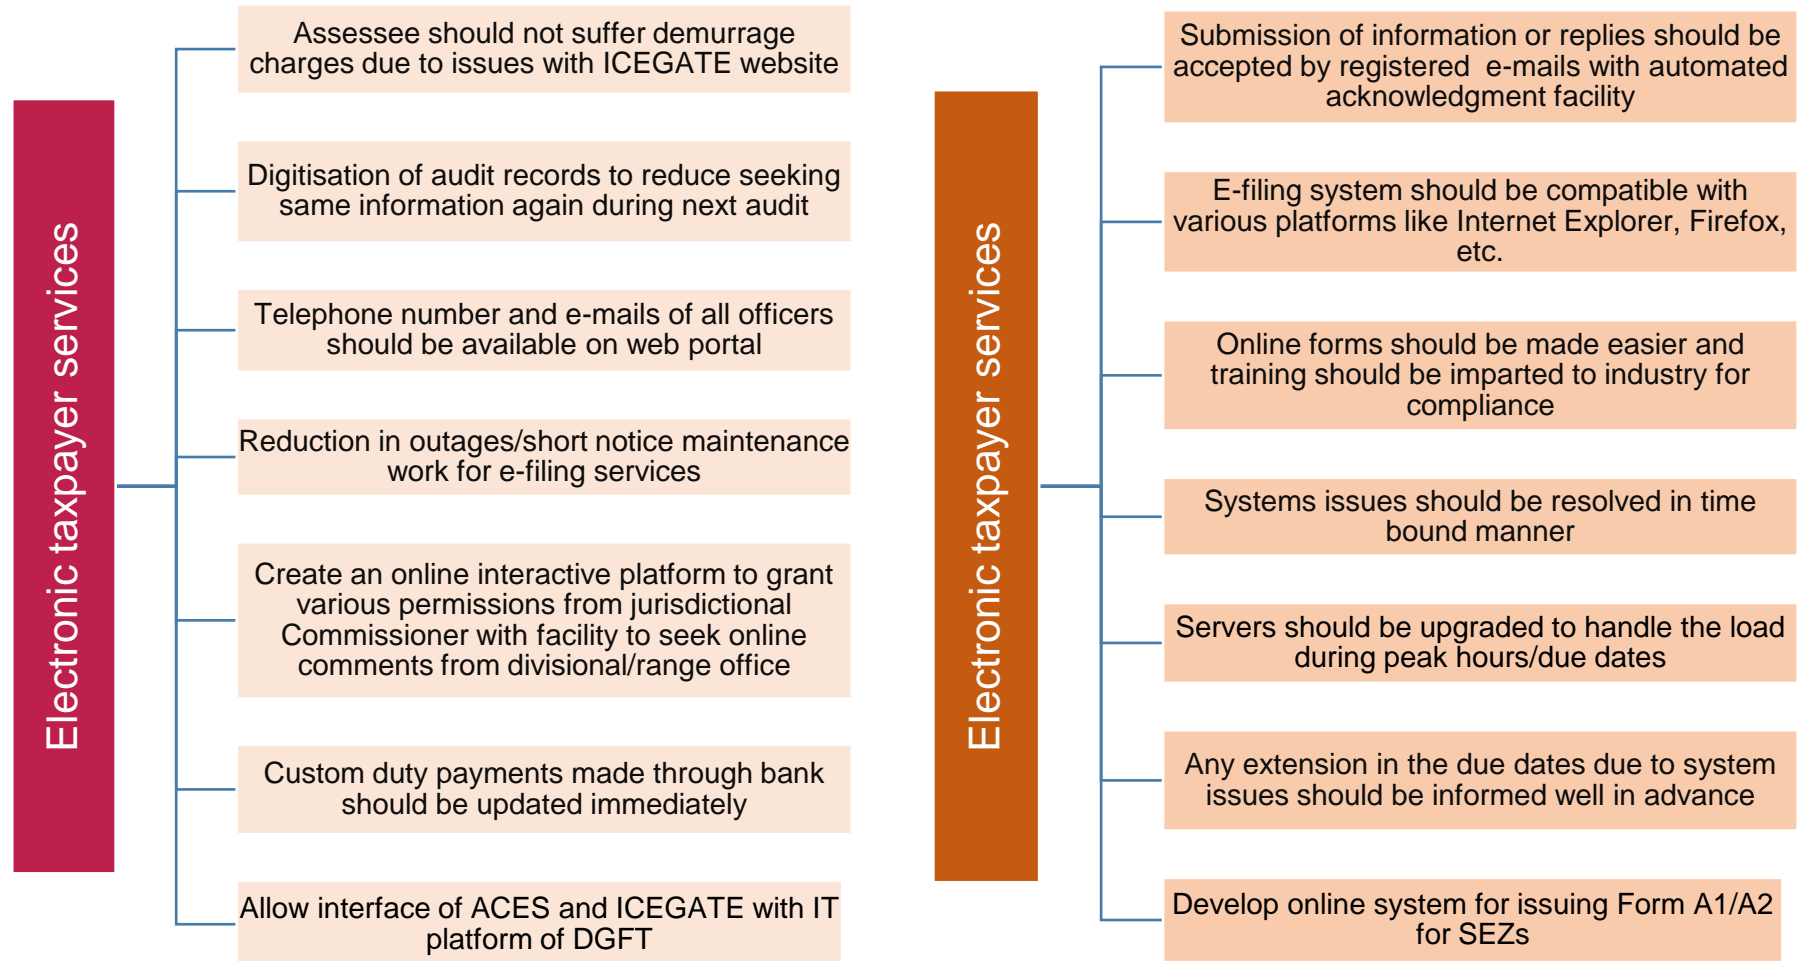 Electronic taxpayer services
Assessee should not suffer demurrage
charges due to issues with ICEGATE website
Digitisation of audit records to reduce seeking
same information again during next audit
Telephone number and e-mails of all officers
should be available on web portal
Reduction in outages/short notice maintenance
work for e-filing services
Create an online interactive platform to grant
various permissions from jurisdictional
Commissioner with facility to seek online
comments from divisional/range office
Custom duty payments made through bank
should be updated immediately
Allow interface of ACES and ICEGATE with IT
platform of DGFT
Electronic taxpayer services
Submission of information or replies should be
accepted by registered  e-mails with automated
acknowledgment facility
E-filing system should be compatible with
various platforms like Internet Explorer, Firefox,
etc.
Online forms should be made easier and
training should be imparted to industry for
compliance
Systems issues should be resolved in time
bound manner
Servers should be upgraded to handle the load
during peak hours/due dates
Any extension in the due dates due to system
issues should be informed well in advance
Develop online system for issuing Form A1/A2
for SEZs